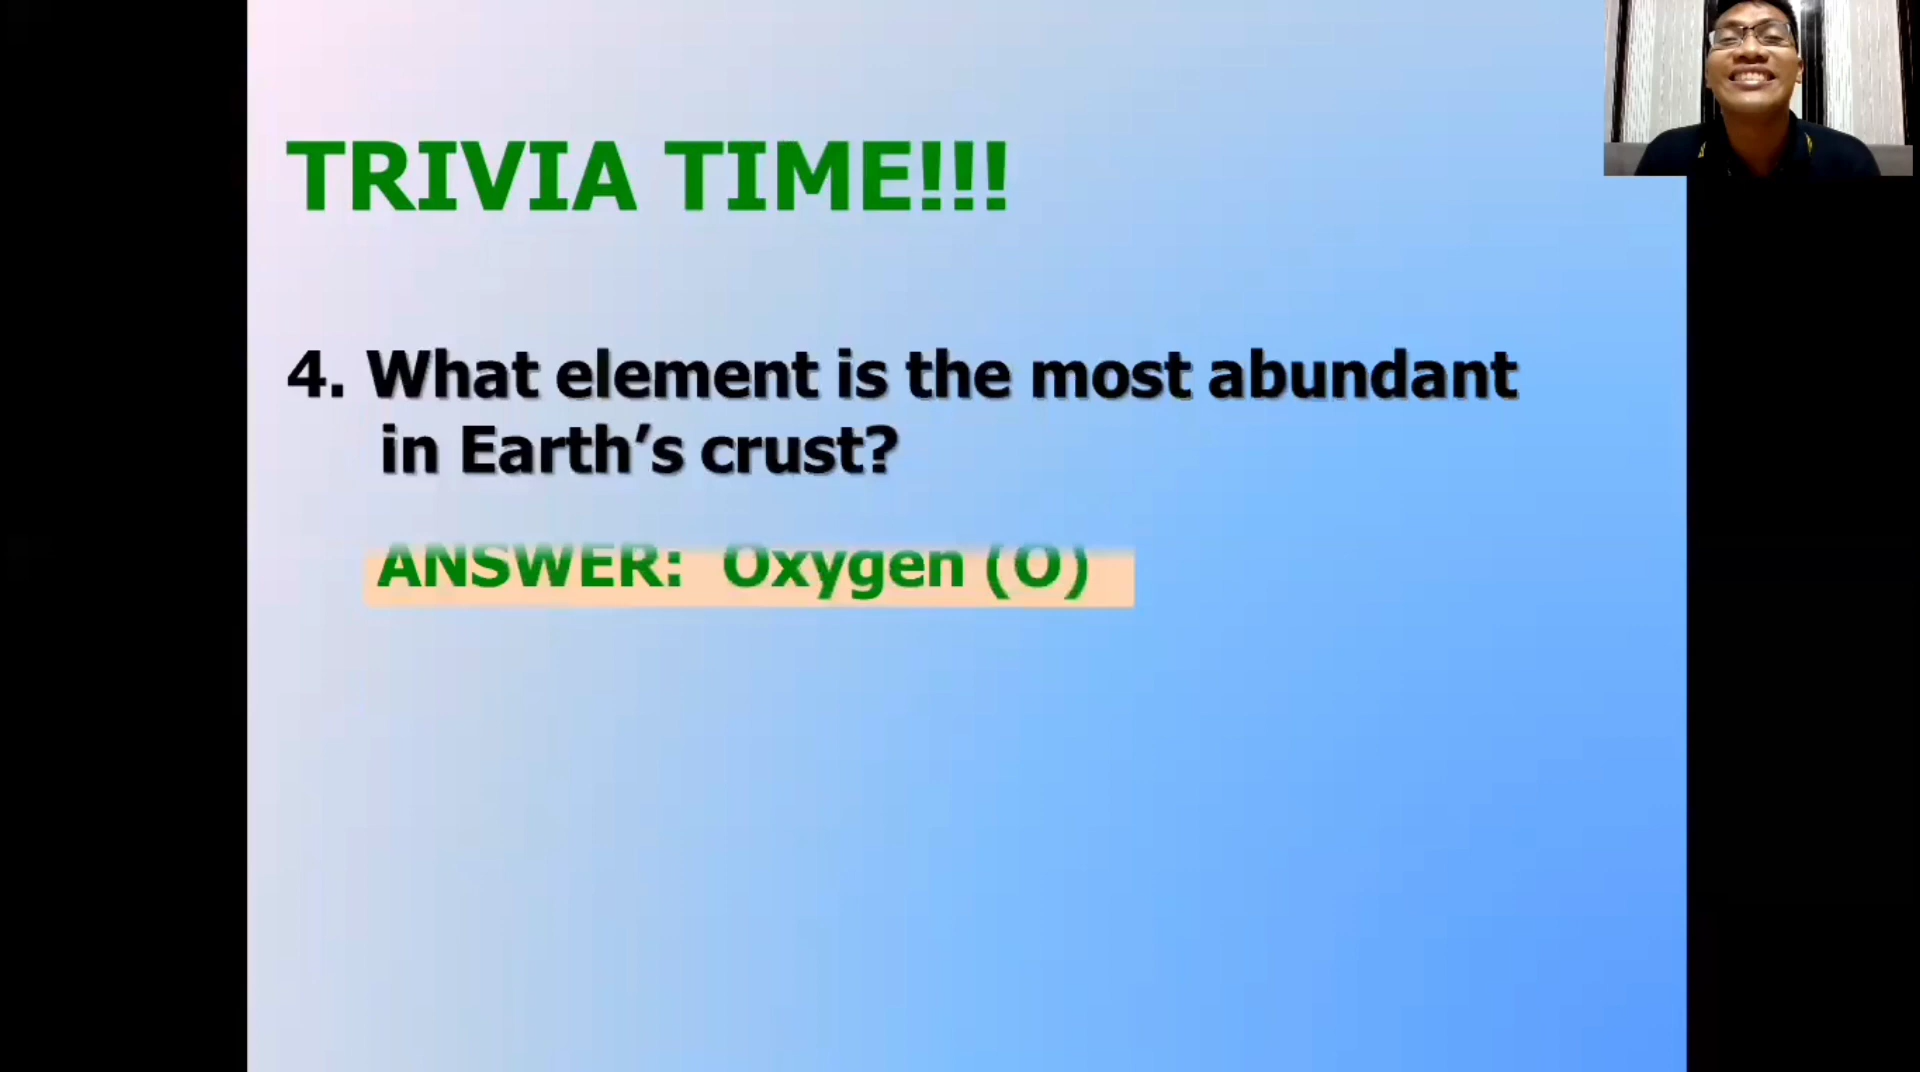 TRIVIA TIME!!!
4. What element is the most abundant
in Earth’s crust?
ANSWER: Oxygen (O)